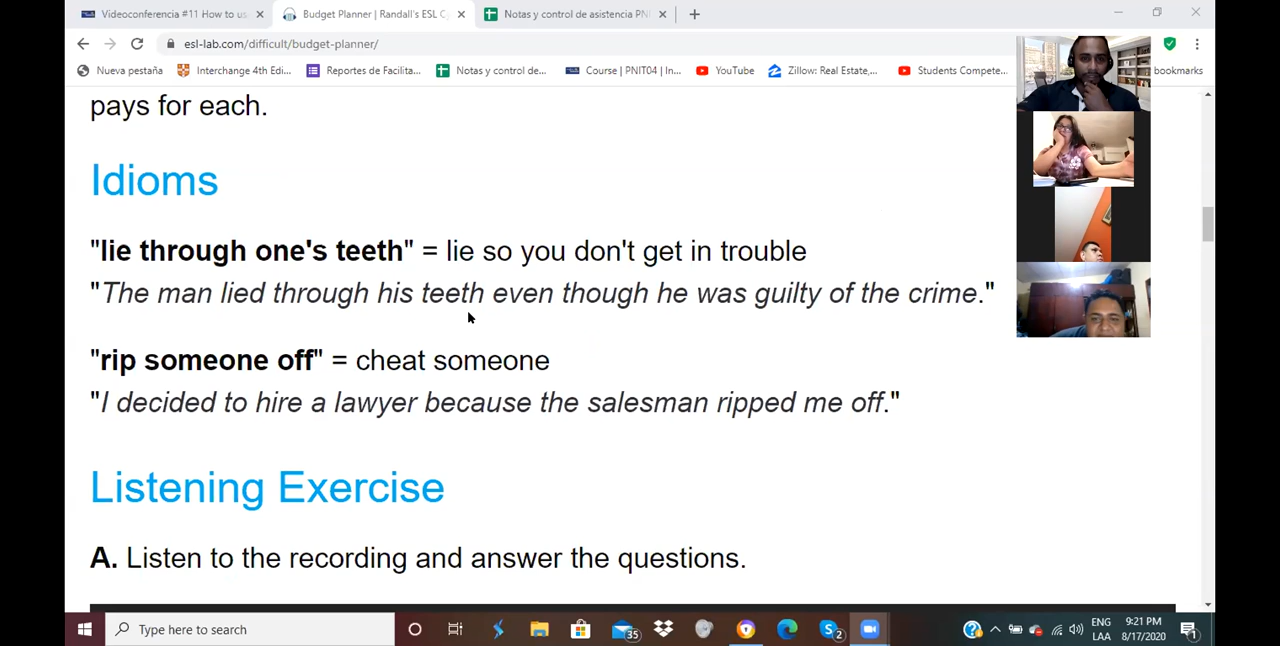 Videoconferencia #11 How to us
Budget Planner | Randall's ESL C
Notas y control de asistencia PNI
esl-lab.com/difficult/budget-planner/
Nueva pestaña
Interchange 4th Edi...
Reportes de Facilita...
Notas y control de...
Course | PNIT04 | In...
YouTube
Zillow: Real Estate,...
Students Compete...
bookmarks
pays for each.
Idioms
"lie through one's teeth" = lie so you don't get in trouble
"The man lied through his teeth even though he was guilty of the crime."
"rip someone off" = cheat someone
"I decided to hire a lawyer because the salesman ripped me off."
Listening Exercise
A. Listen to the recording and answer the questions.
Type here to search
35
2
ENG
LAA
9:21 PM
8/17/2020
1